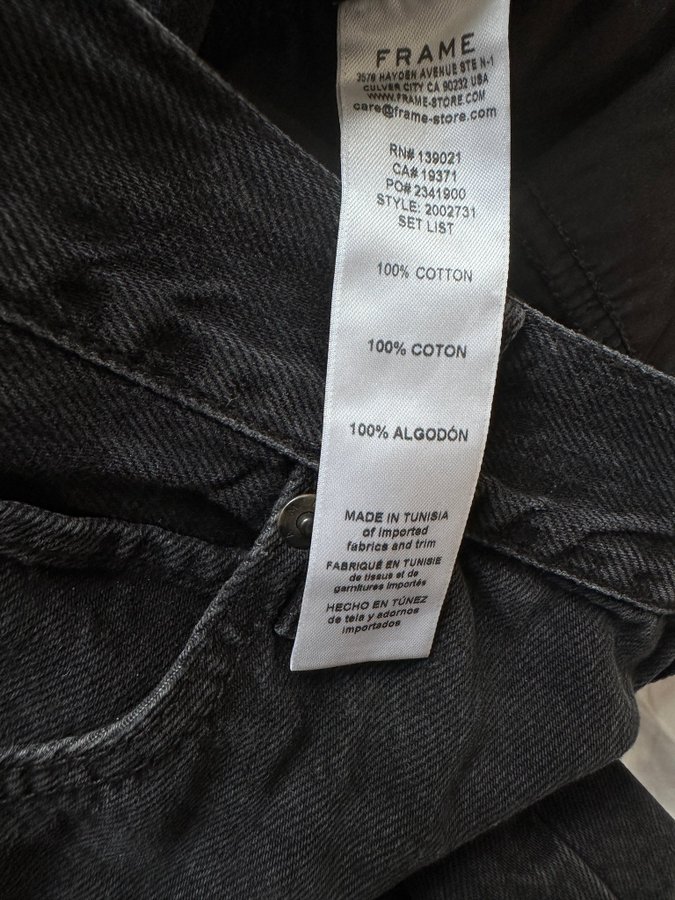 FRAME
3578 HAYDEN AVENUE STE N-1
CULVER CITY CA 90232 USA
WWW.FRAME-STORE.COM
care@frame-store.com
RN# 139021
CA# 19371
PO# 2341900
STYLE: 2002731
SET LIST
100% COTTON
100% COTON
100% ALGODÓN
MADE IN TUNISIA
of imported
fabrics and trim
FABRIQUÉ EN TUNISIE
de tissus et de
garnitures importés
HECHO EN TÚNEZ
de tela y adornos
importados